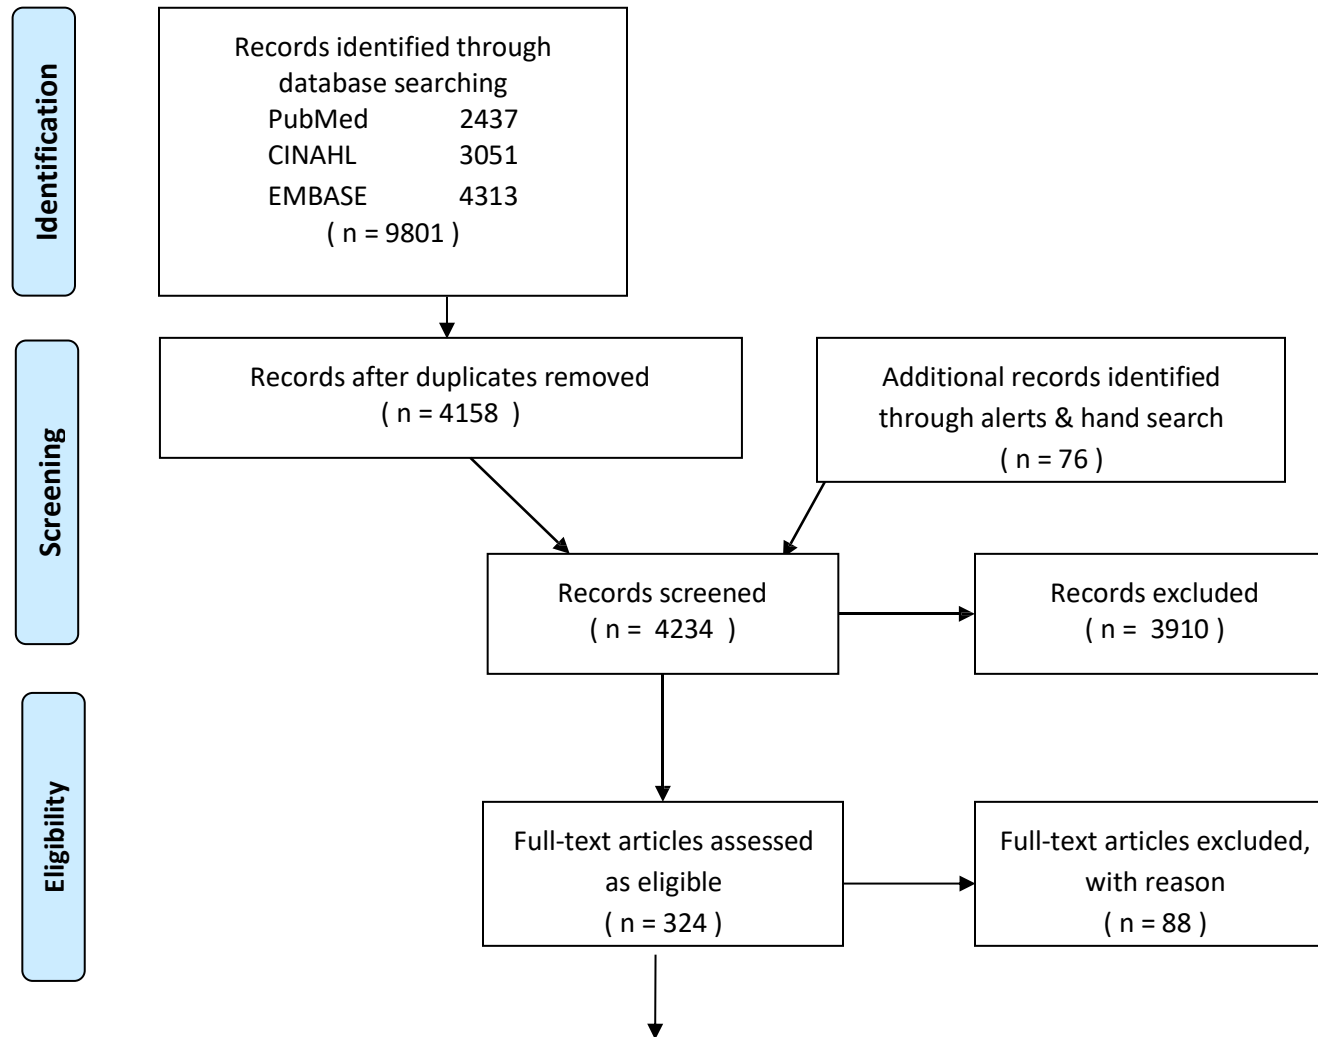 Identification
Records identified through
database searching
PubMed 2437
CINAHL 3051
EMBASE 4313
( n = 9801 )
Screening
Records after duplicates removed
( n = 4158 )
Additional records identified
through alerts & hand search
( n = 76 )
Records screened
( n = 4234 )
Records excluded
( n = 3910 )
Eligibility
Full-text articles assessed
as eligible
( n = 324 )
Full-text articles excluded,
with reason
( n = 88 )